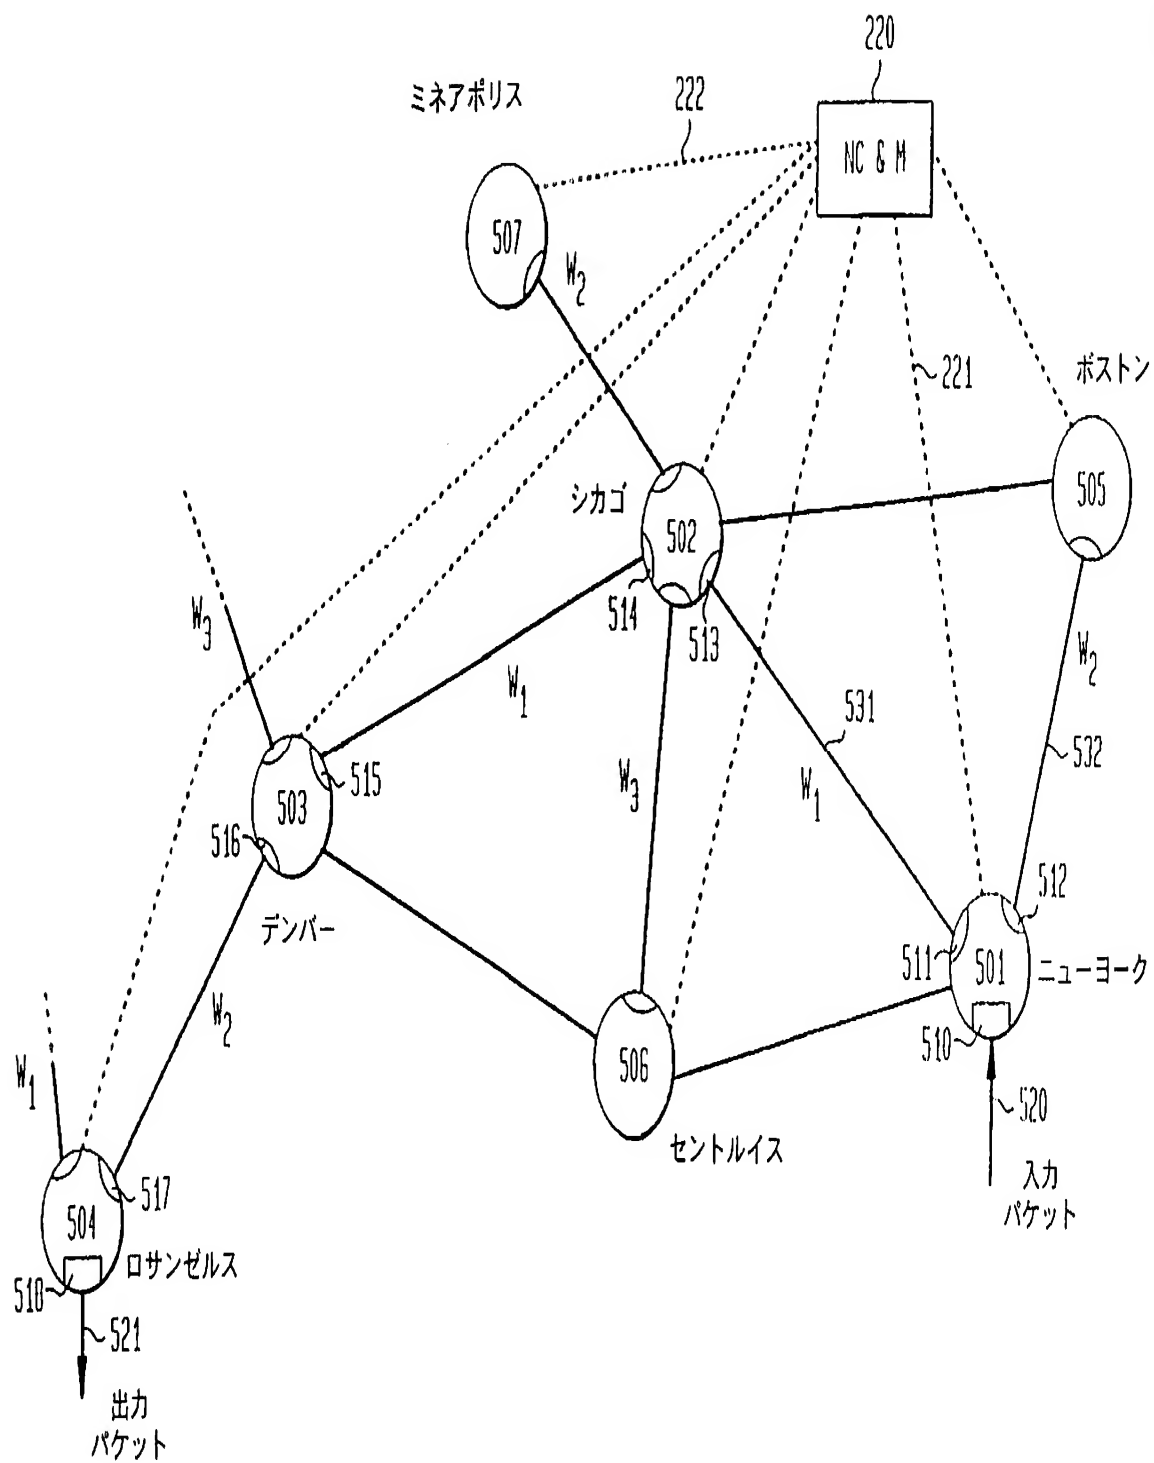 220
ミネアポリス
222
NC & M
507
W2
221
ボストン
シカゴ
502
505
514
513
W3
W1
W2
531
532
515
503
516
W3
W1
512
デンバー
511
501
ニューヨーク
W2
510
506
W1
520
セントルイス
入力
パケット
517
504
ロサンゼルス
518
521
出力
パケット